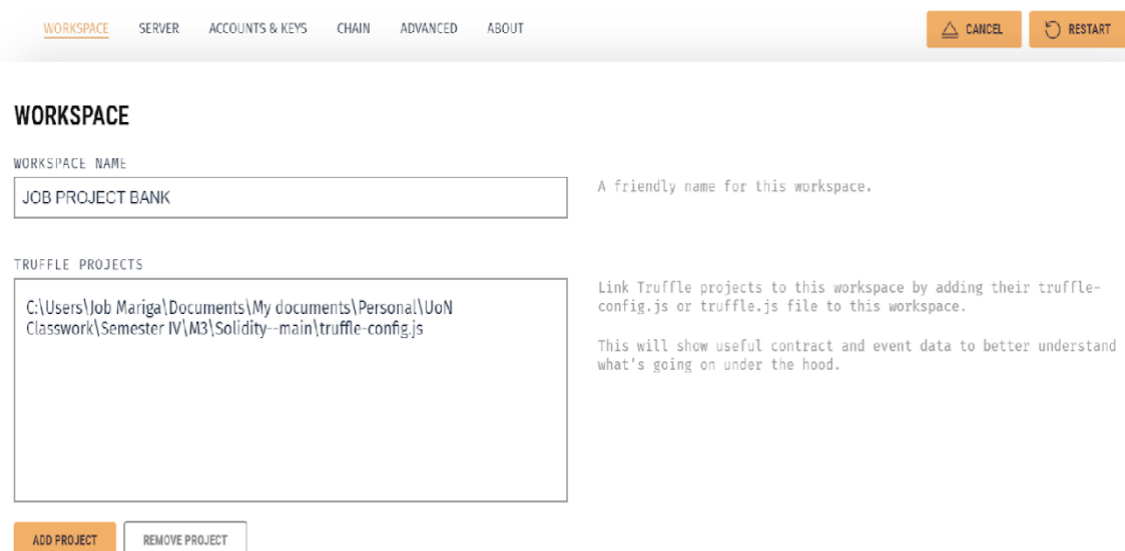 WORKSPACE SERVER ACCOUNTS & KEYS CHAIN ADVANCED ABOUT CANCEL RESTART
WORKSPACE
WORKSPACE NAME
JOB PROJECT BANK
A friendly name for this workspace.
TRUFFLE PROJECTS
C:\Users\Job Mariga\Documents\My documents\Personal\UoN
Classwork\Semester IV\M3\Solidity--main\truffle-config.js
Link Truffle projects to this workspace by adding their truffle-
config.js or truffle.js file to this workspace.
This will show useful contract and event data to better understand
what's going on under the hood.
ADD PROJECT REMOVE PROJECT